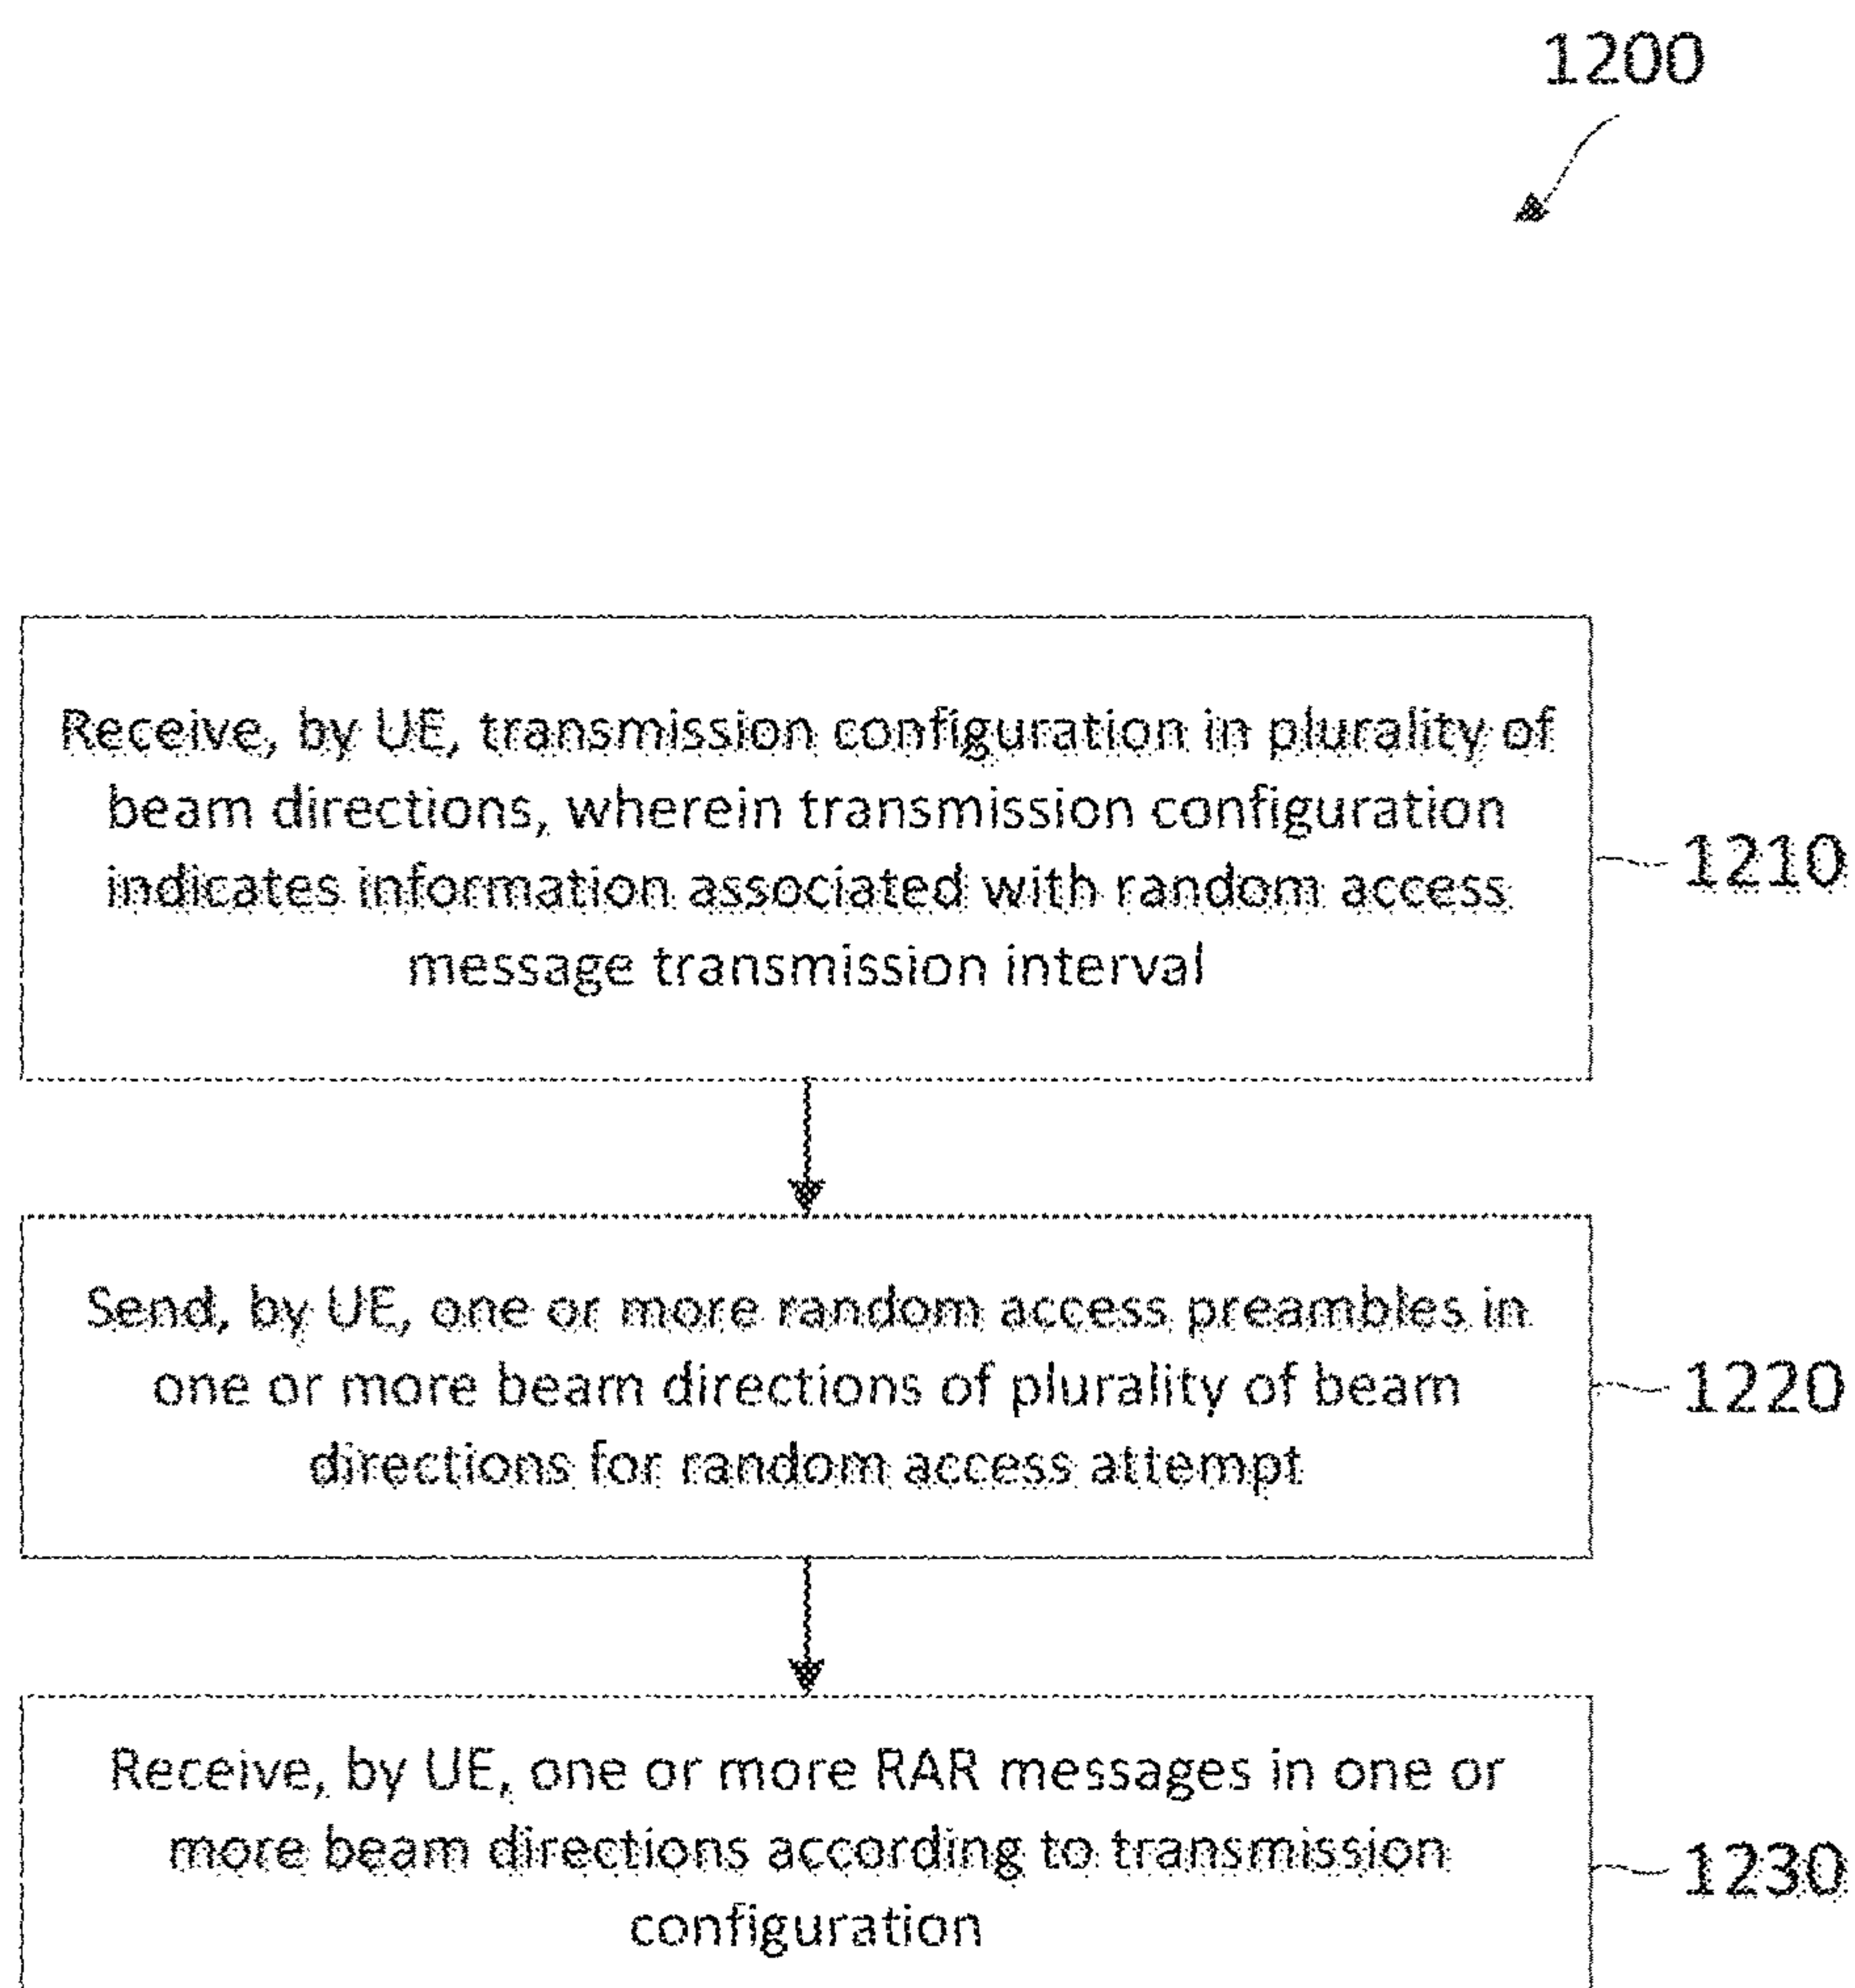 1200
Receive, by UE, transmission configuration in plurality of
beam directions, wherein transmission configuration
indicates information associated with random access
message transmission interval
1210
Send, by UE, one or more random access preambles in
one or more beam directions of plurality of beam
directions for random access attempt
1220
Receive, by UE, one or more RAR messages in one or
more beam directions according to transmission
configuration
1230